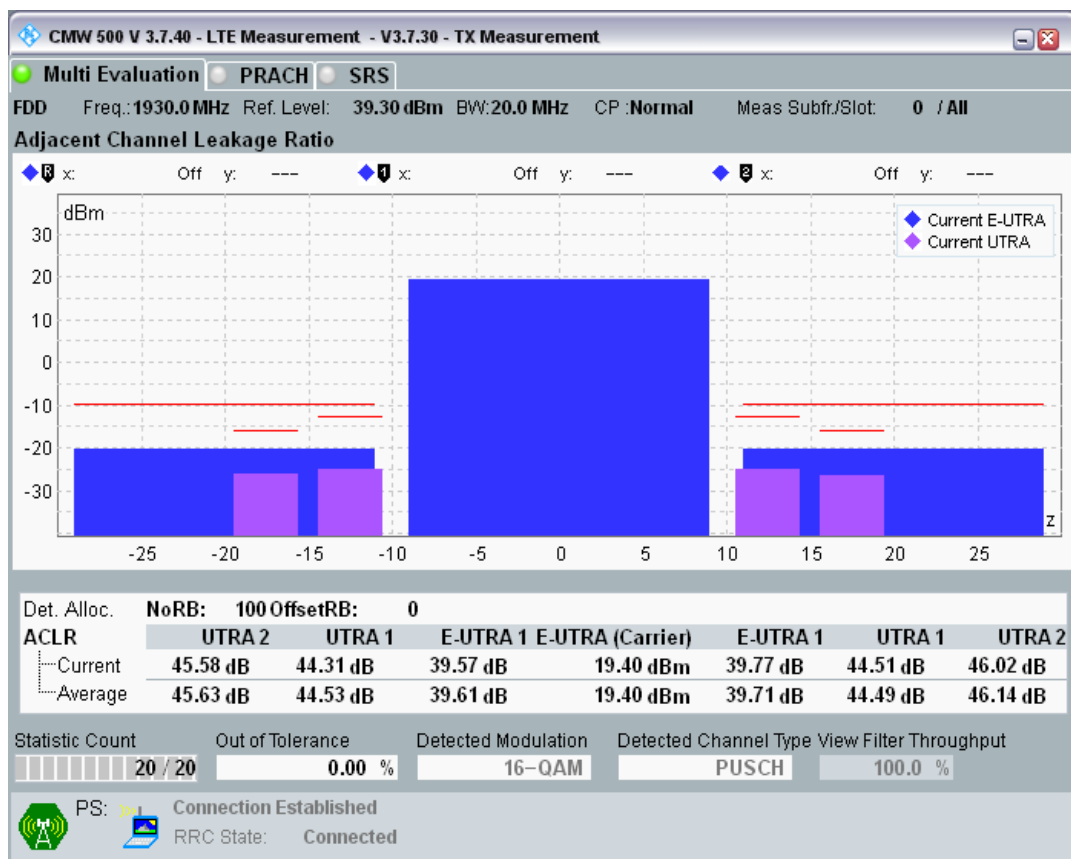 CMW 500 V 3.7.40 - LTE Measurement - V3.7.30 - TX Measurement
Multi Evaluation PRACH SRS
FDD Freq.:1930.0 MHz Ref. Level: 39.30 dBm BW:20.0 MHz CP :Normal Meas Subfr./Slot: 0 / All
Adjacent Channel Leakage Ratio
R x: Off y: --- 1 x: Off y: --- 2 x: Off y: ---
dBm
Current E-UTRA
Current UTRA
30
20
10
0
-10
-20
-30
z
-25 -20 -15 -10 -5 0 5 10 15 20 25
Det. Alloc. NoRB: 100 OffsetRB: 0
ACLR UTRA 2 UTRA 1 E-UTRA 1 E-UTRA (Carrier) E-UTRA 1 UTRA 1 UTRA 2
Current 45.58 dB 44.31 dB 39.57 dB 19.40 dBm 39.77 dB 44.51 dB 46.02 dB
Average 45.63 dB 44.53 dB 39.61 dB 19.40 dBm 39.71 dB 44.49 dB 46.14 dB
Statistic Count Out of Tolerance Detected Modulation Detected Channel Type View Filter Throughput
20 / 20 0.00 % 16-QAM PUSCH 100.0 %
PS: Connection Established
RRC State: Connected